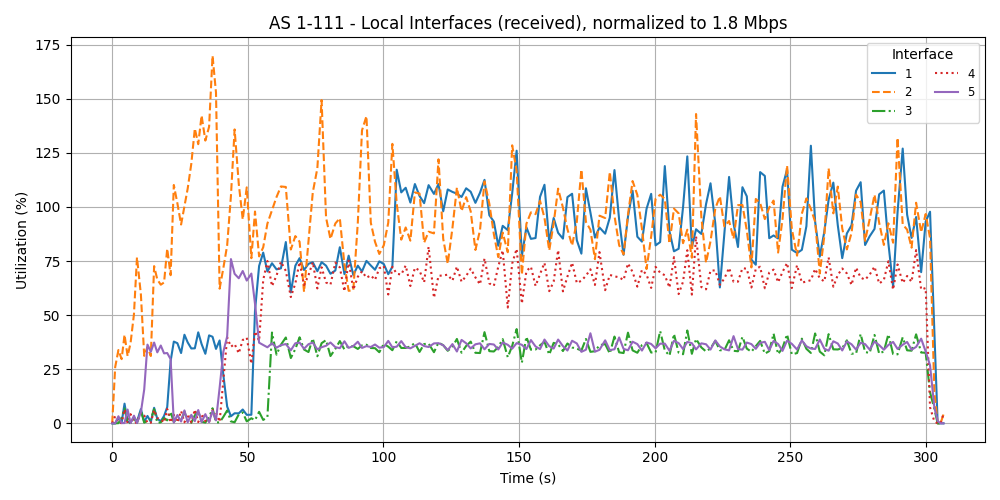 AS 1-111 - Local Interfaces (received), normalized to 1.8 Mbps
Utilization (%)
175
150
125
100
75
50
25
0
0 50 100 150 200 250 300
Time (s)
Interface
1
2
3
4
5